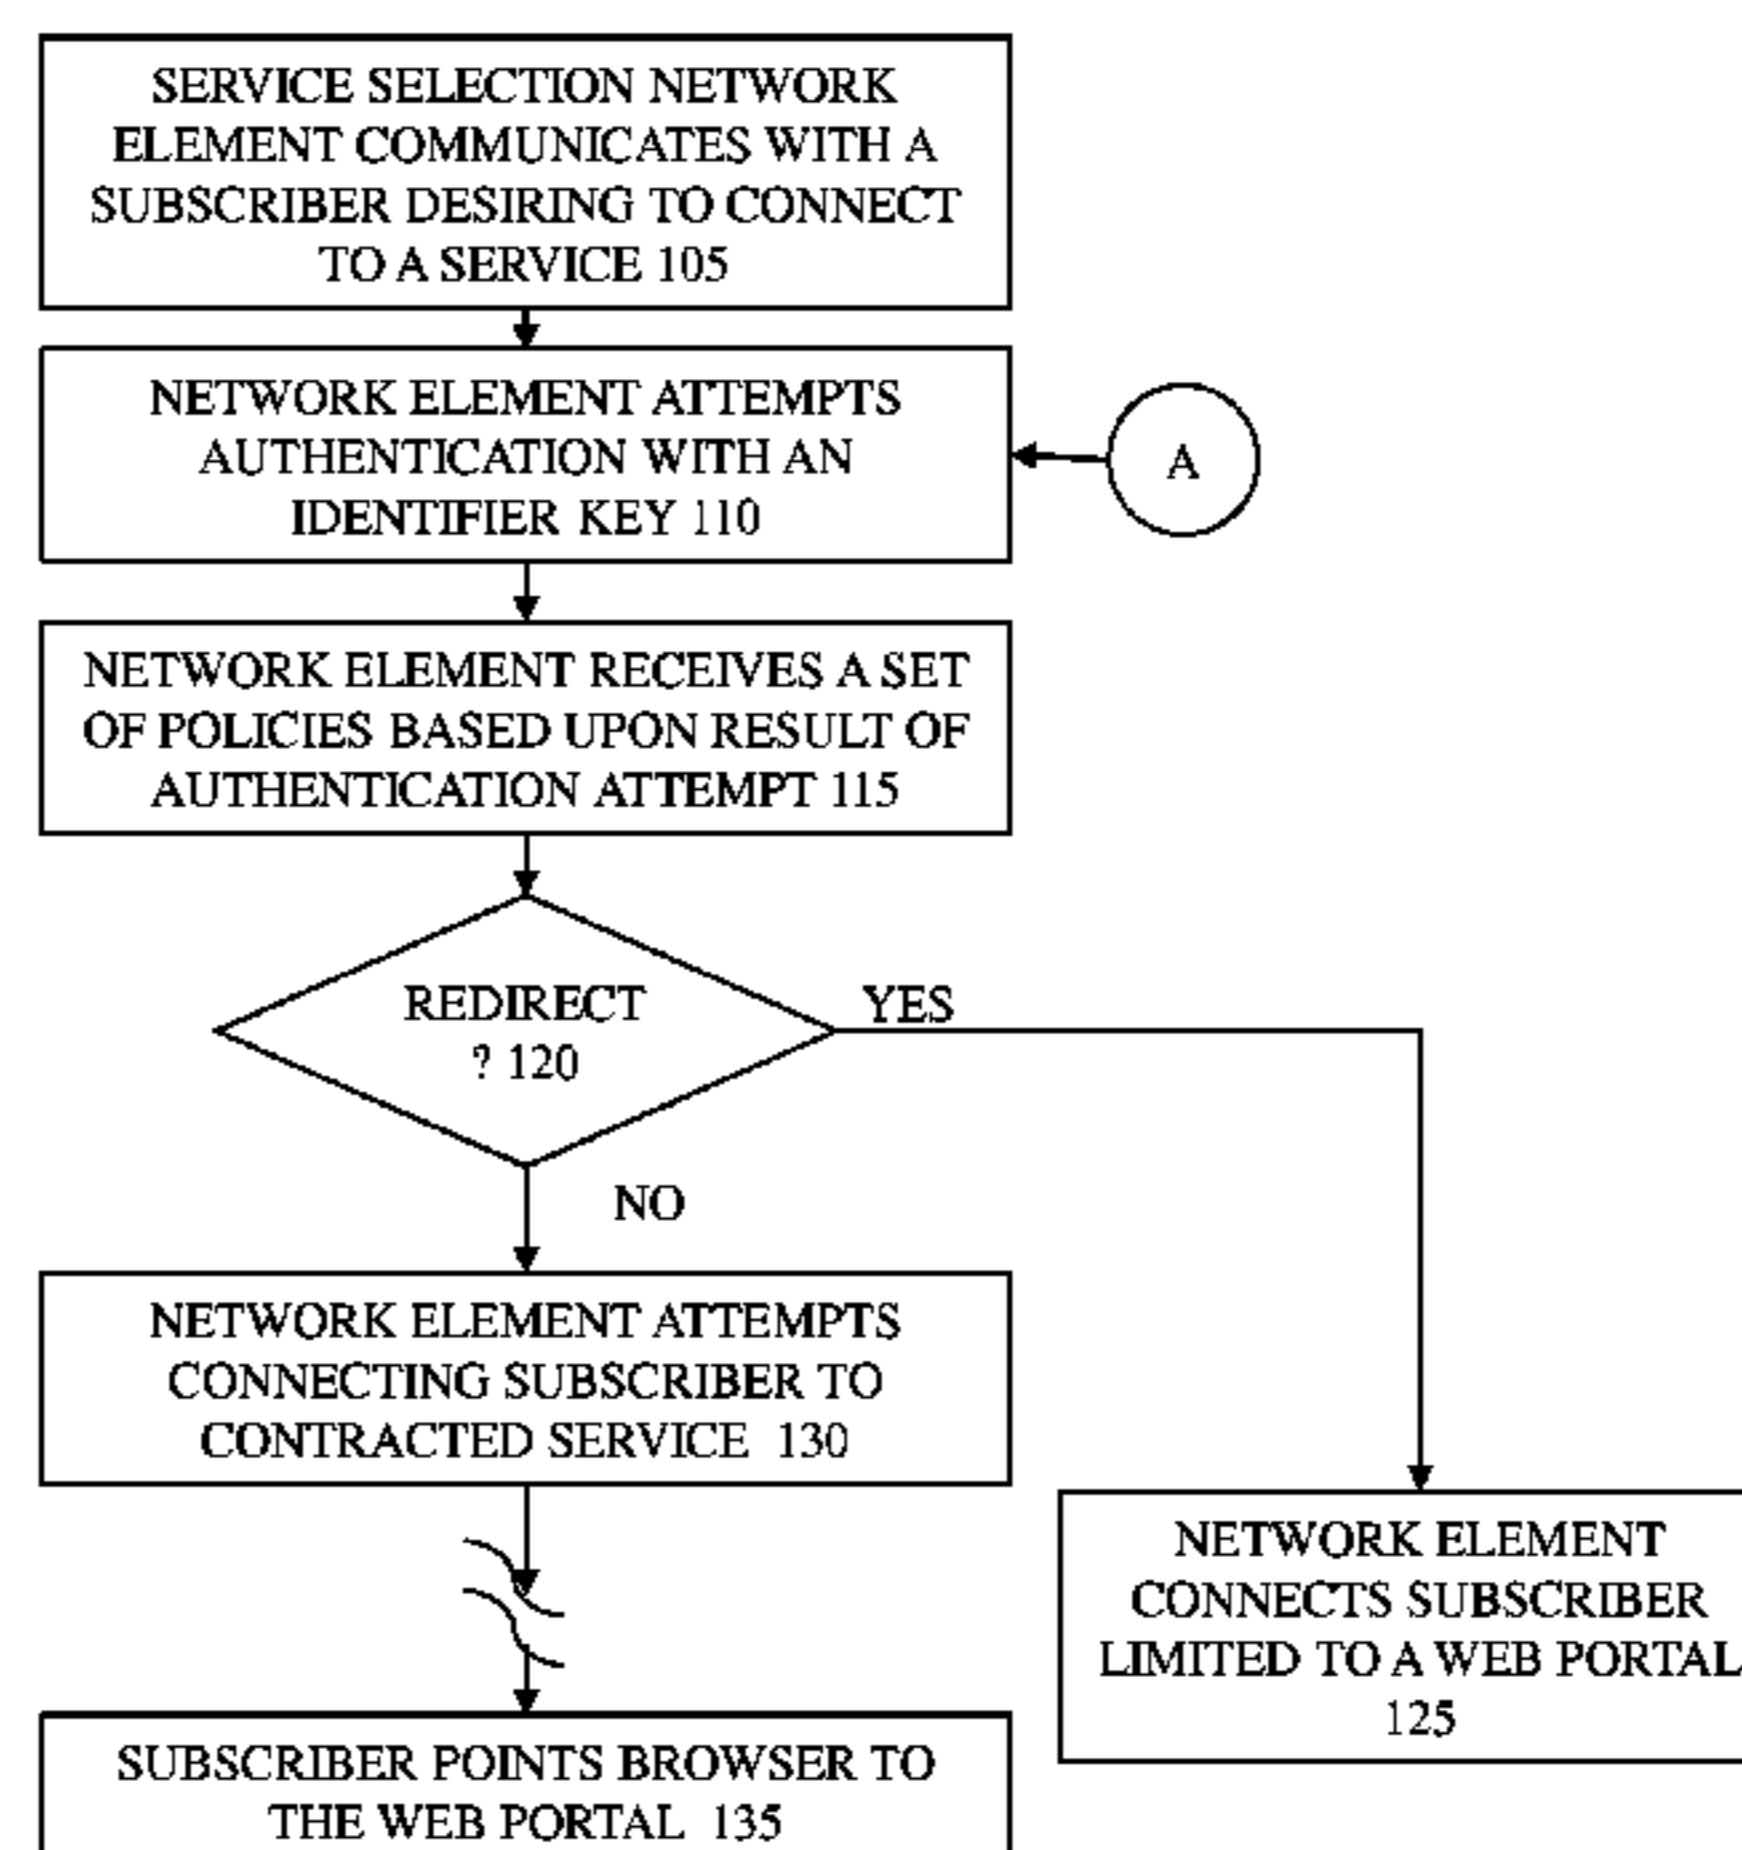 SERVICE SELECTION NETWORK
ELEMENT COMMUNICATES WITH A
SUBSCRIBER DESIRING TO CONNECT
TO A SERVICE 105
NETWORK ELEMENT ATTEMPTS
AUTHENTICATION WITH AN
IDENTIFIER KEY 110
A
NETWORK ELEMENT RECEIVES A SET
OF POLICIES BASED UPON RESULT OF
AUTHENTICATION ATTEMPT 115
REDIRECT
? 120
YES
NO
NETWORK ELEMENT ATTEMPTS
CONNECTING SUBSCRIBER TO
CONTRACTED SERVICE 130
NETWORK ELEMENT
CONNECTS SUBSCRIBER
LIMITED TO A WEB PORTAL
125
SUBSCRIBER POINTS BROWSER TO
THE WEB PORTAL 135